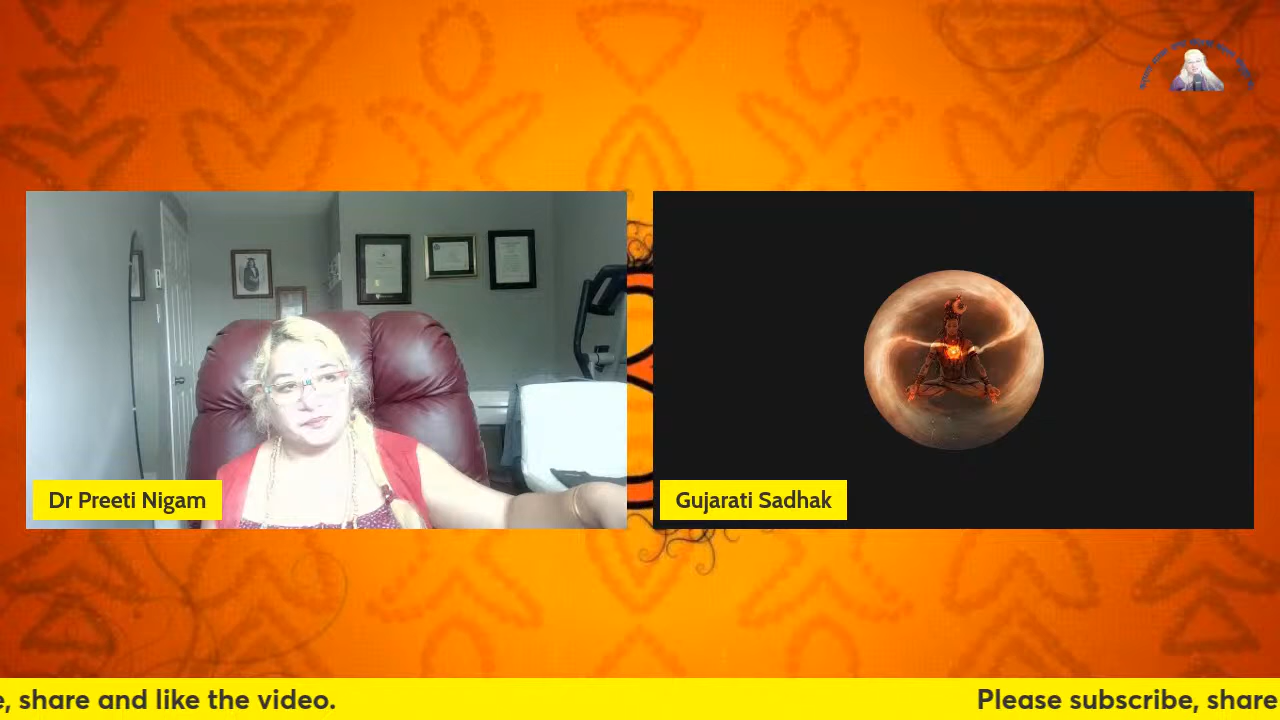 Dr Preeti Nigam
Gujarati Sadhak
, share and like the video.
Please subscribe, share